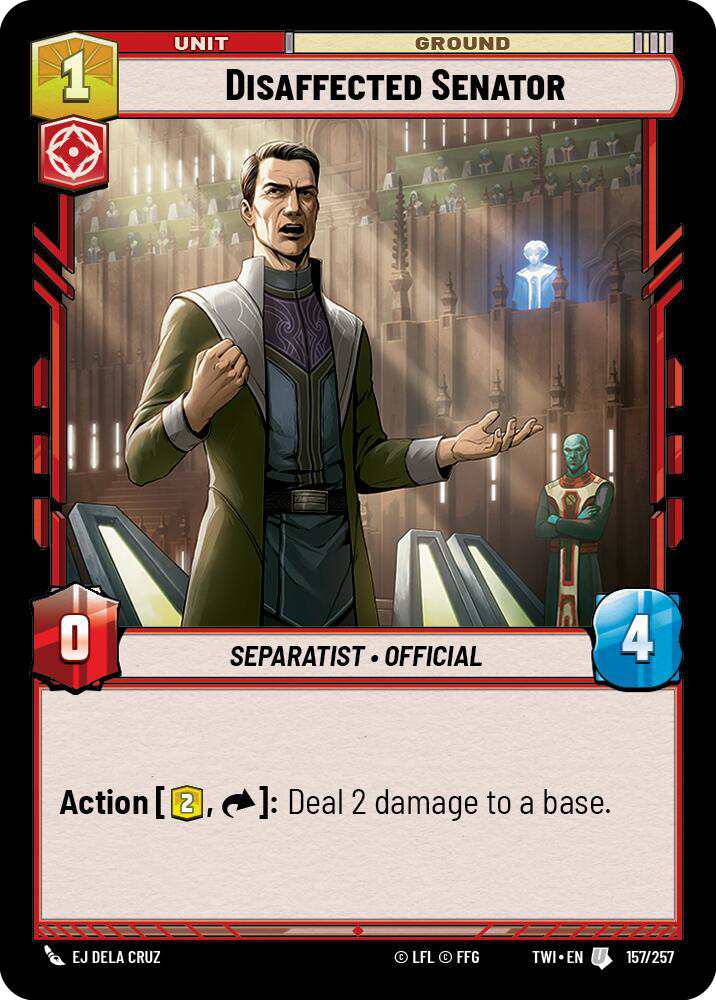 UNIT
GROUND
1
DISAFFECTED SENATOR
0
SEPARATIST • OFFICIAL
4
Action [2, ]: Deal 2 damage to a base.
EJ DELA CRUZ
© LFL © FFG
TWI • EN
U
157/257